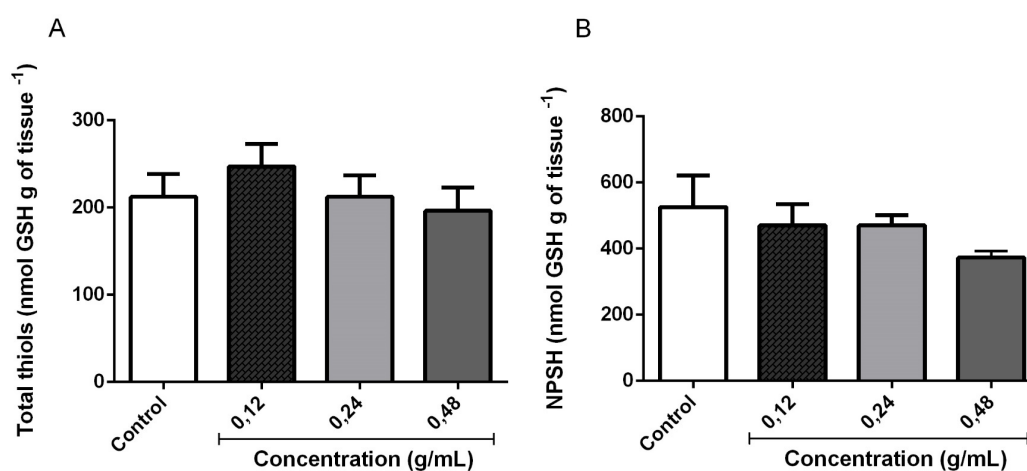 A
Total thiols (nmol GSH g of tissue ⁻¹)
300
200
100
0
Control
0,12
0,24
0,48
Concentration (g/mL)
B
NPSH (nmol GSH g of tissue ⁻¹)
800
600
400
200
0
Control
0,12
0,24
0,48
Concentration (g/mL)